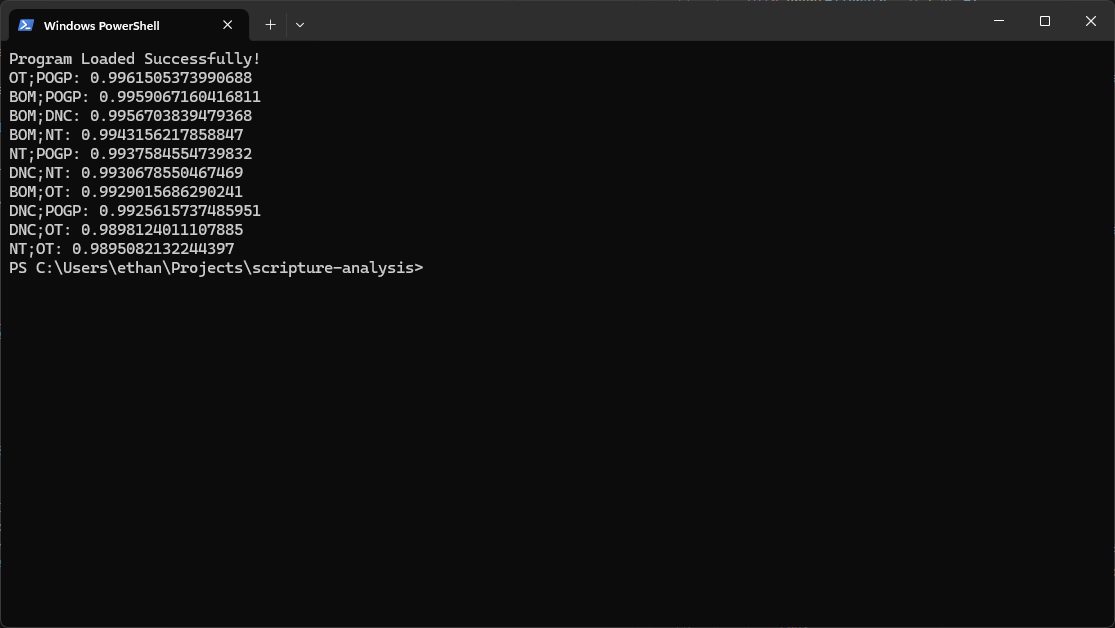 Windows PowerShell
Program Loaded Successfully!
OT;POGP: 0.9961505373990688
BOM;POGP: 0.9959067160416811
BOM;DNC: 0.9956703839479368
BOM;NT: 0.9943156217858847
NT;POGP: 0.9937584554739832
DNC;NT: 0.9930678550467469
BOM;OT: 0.9929015686290241
DNC;POGP: 0.9925615737485951
DNC;OT: 0.9898124011107885
NT;OT: 0.9895082132244397
PS C:\Users\ethan\Projects\scripture-analysis>